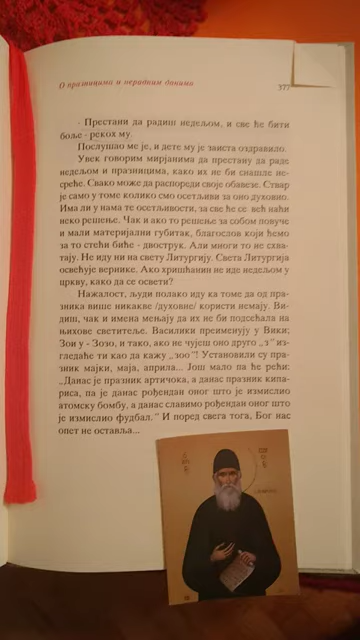 О празницима и нерадним данима
377
- Престани да радиш недељом, и све ће бити
боље - рекох му.
Послушао ме је, и дете му је заиста оздравило.
Увек говорим мирјанима да престану да раде
недељом и празницима, како их не би снашле не-
среће. Свако може да распореди своје обавезе. Ствар
је само у томе колико смо осетљиви за оно духовно.
Има ли у нама те осетљивости, за све ће се већ наћи
неко решење. Чак и ако то решење за собом повуче
и мали материјални губитак, благослов који ћемо
за то стећи биће - двострук. Али многи то не схва-
тају. Не иду ни на свету Литургију. Света Литургија
освећује вернике. Ако хришћанин не иде недељом у
цркву, како да се освети?
Нажалост, људи полако иду ка томе да од пра-
зника више никакве /духовне/ користи немају. Ви-
диш, чак и имена мењају да их не би подсећала на
њихове светитеље. Василики преименују у Вики;
Зои у - Зозо, и тако, ако не чујеш оно друго „з" из-
гледаће ти као да кажу „зоо"! Установили су пра-
зник мајки, маја, априла... Још мало па ће рећи:
„Данас је празник артичока, а данас празник кипа-
риса, па је данас рођендан оног што је измислио
атомску бомбу, а данас славимо рођендан оног што
је измислио фудбал." И поред свега тога, Бог нас
опет не оставља...